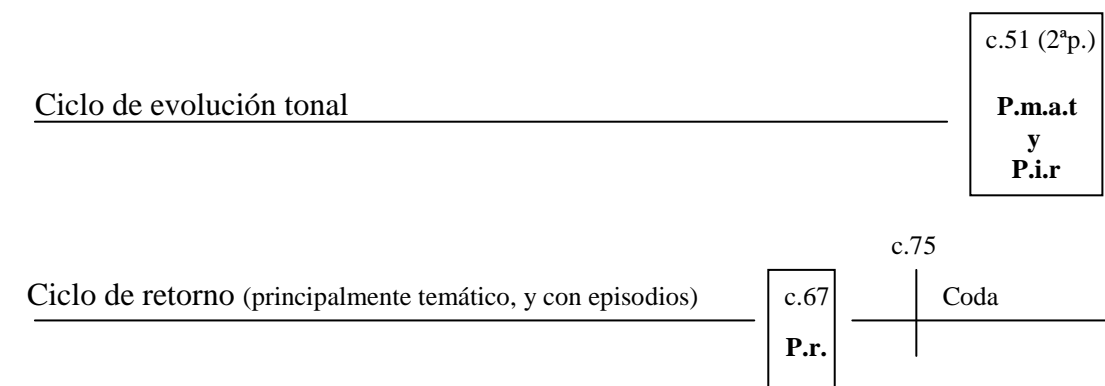 c.51 (2ªp.)
Ciclo de evolución tonal
P.m.a.t
y
P.i.r
c.75
Ciclo de retorno (principalmente temático, y con episodios)
c.67
Coda
P.r.